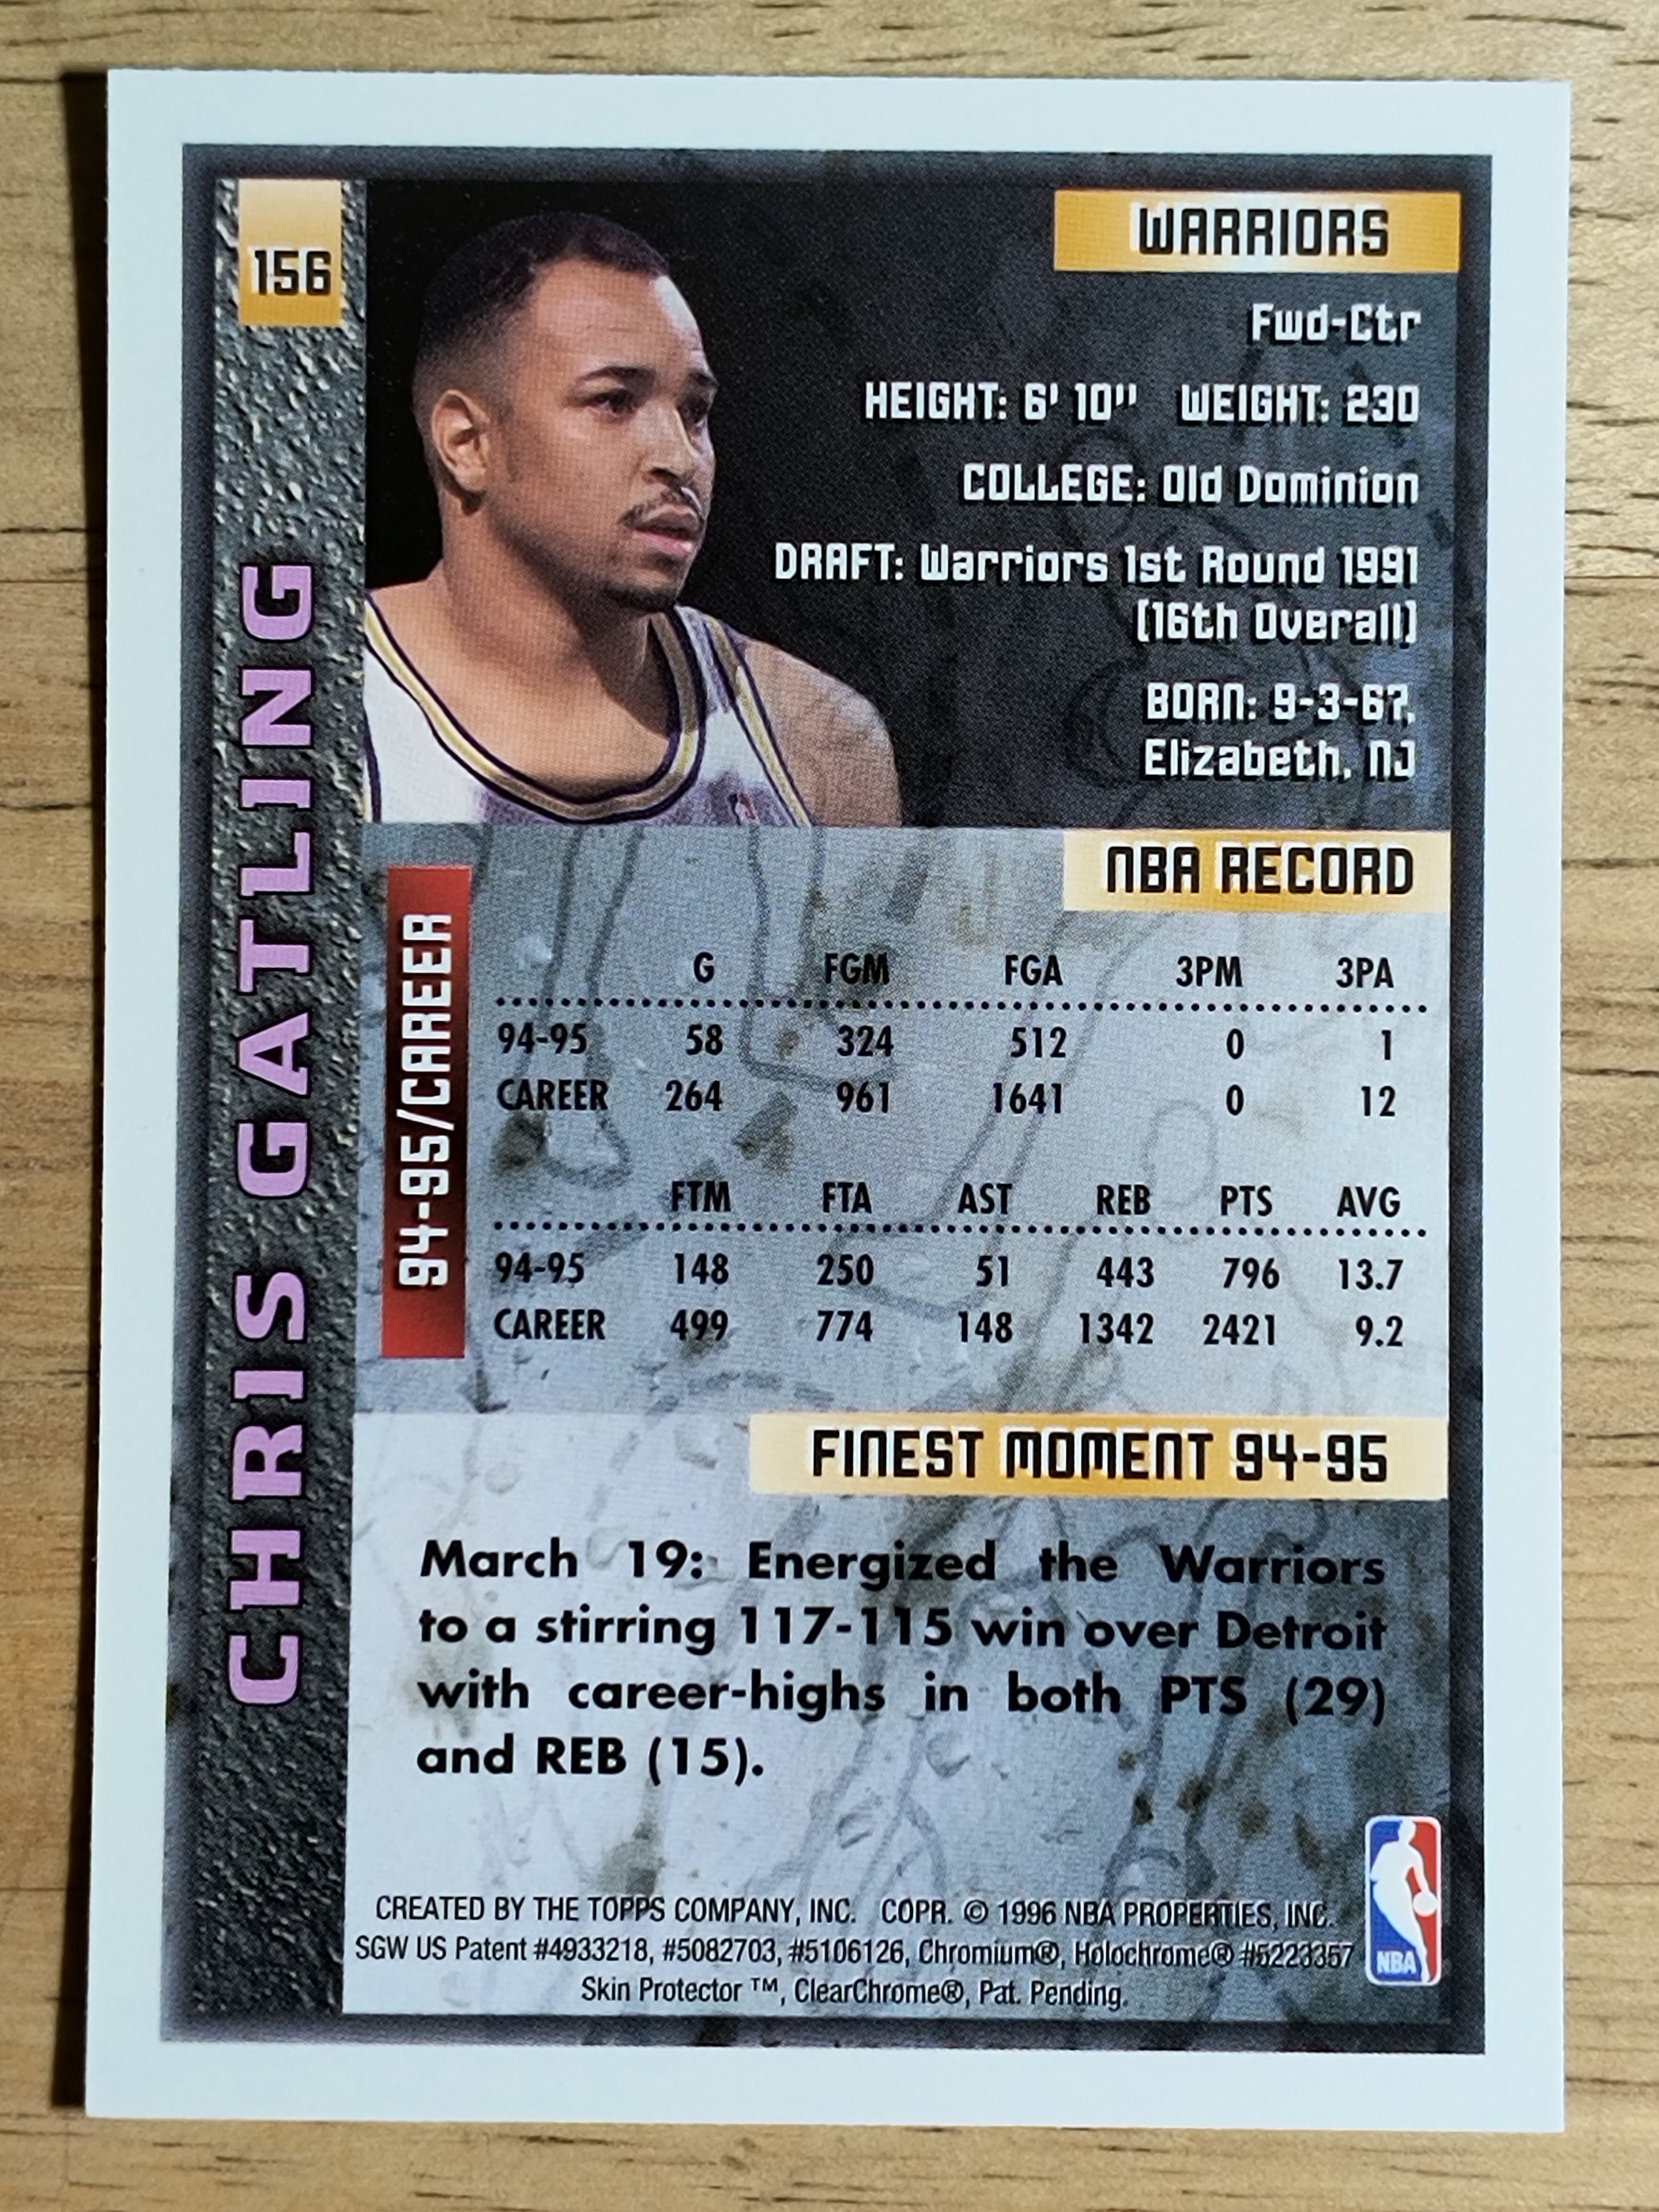 156
WARRIORS
Fwd-Ctr
HEIGHT: 6' 10" WEIGHT: 230
COLLEGE: Old Dominion
DRAFT: Warriors 1st Round 1991
(16th Overall)
BORN: 9-3-67,
Elizabeth, NJ
CHRIS GATLING
NBA RECORD
94-95/CAREER
G FGM FGA 3PM 3PA
94-95 58 324 512 0 1
CAREER 264 961 1641 0 12
FTM FTA AST REB PTS AVG
94-95 148 250 51 443 796 13.7
CAREER 499 774 148 1342 2421 9.2
FINEST MOMENT 94-95
March 19: Energized the Warriors
to a stirring 117-115 win over Detroit
with career-highs in both PTS (29)
and REB (15).
CREATED BY THE TOPPS COMPANY, INC. COPR. © 1996 NBA PROPERTIES, INC.
SGW US Patent #4933218, #5082703, #5106126, Chromium®, Holochrome® #5223357
Skin Protector ™, ClearChrome®, Pat. Pending.
NBA